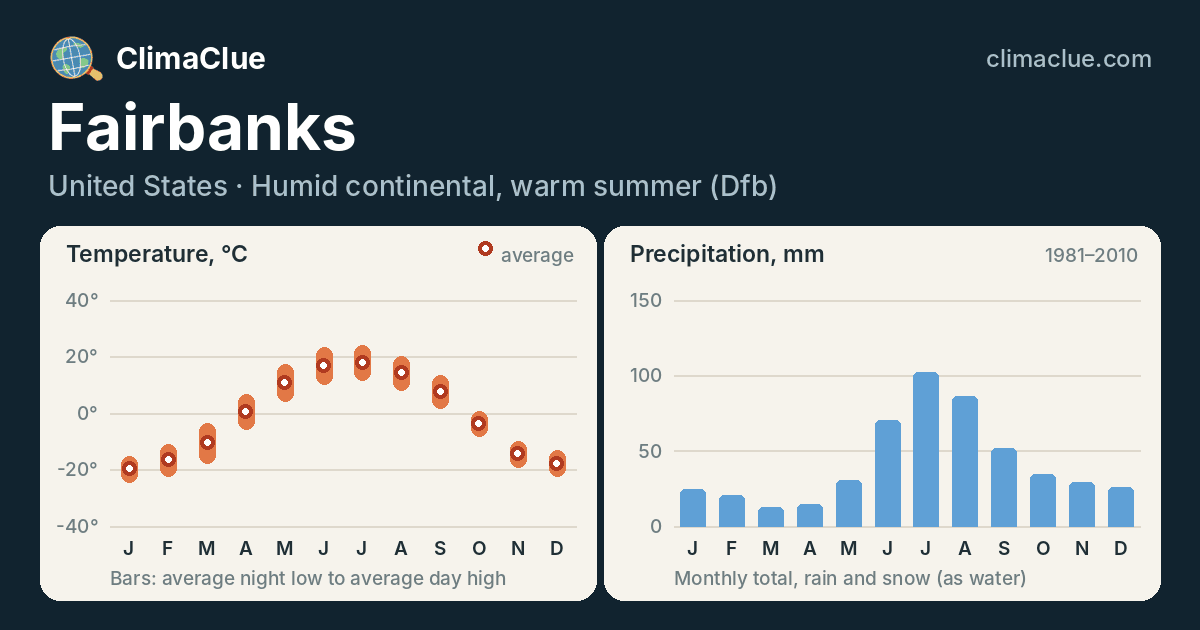 ClimaClue
climaclue.com
Fairbanks
United States · Humid continental, warm summer (Dfb)
Temperature, °C
average
40°
20°
0°
-20°
-40°
J F M A M J J A S O N D
Bars: average night low to average day high
Precipitation, mm
1981–2010
150
100
50
0
J F M A M J J A S O N D
Monthly total, rain and snow (as water)